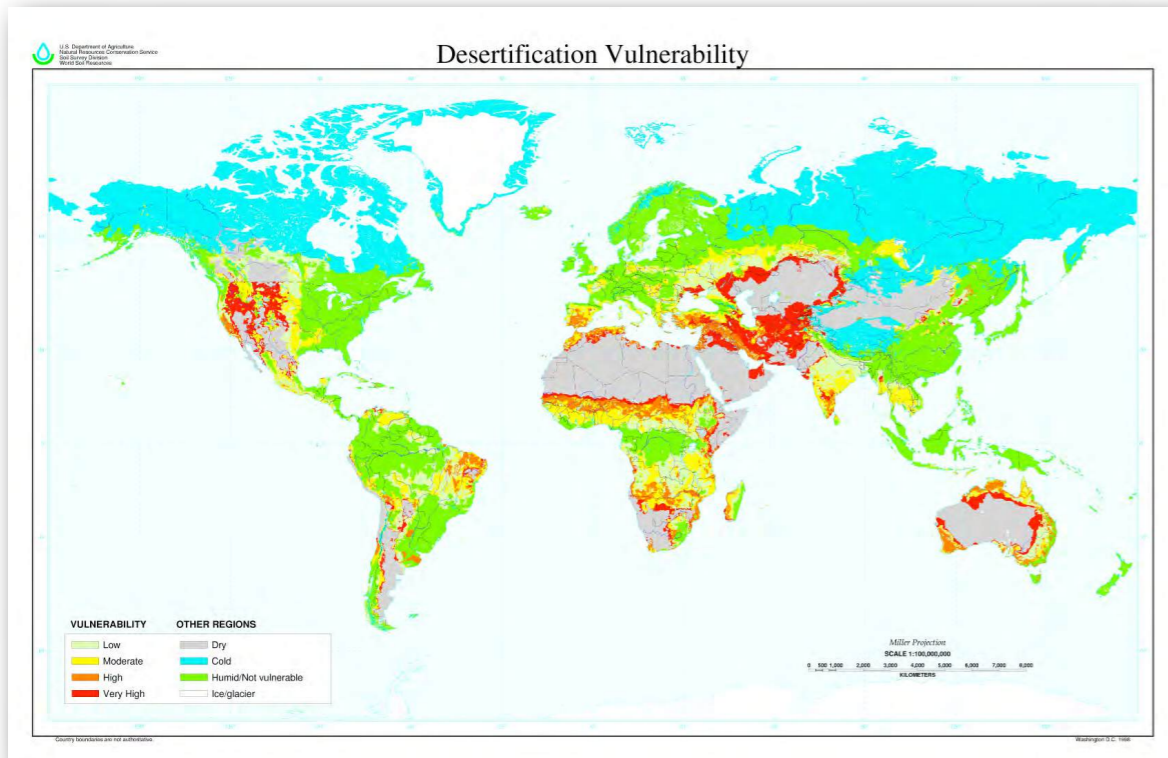 U.S. Department of Agriculture
Natural Resources Conservation Service
Soil Survey Division
World Soil Resources
Desertification Vulnerability
VULNERABILITY
Low
Moderate
High
Very High
OTHER REGIONS
Dry
Cold
Humid/Not vulnerable
Ice/glacier
Miller Projection
SCALE 1:100,000,000
0 500 1,000 2,000 3,000 4,000 5,000 6,000 7,000 8,000
KILOMETERS
Country boundaries are not authoritative.
Washington D.C. 1998